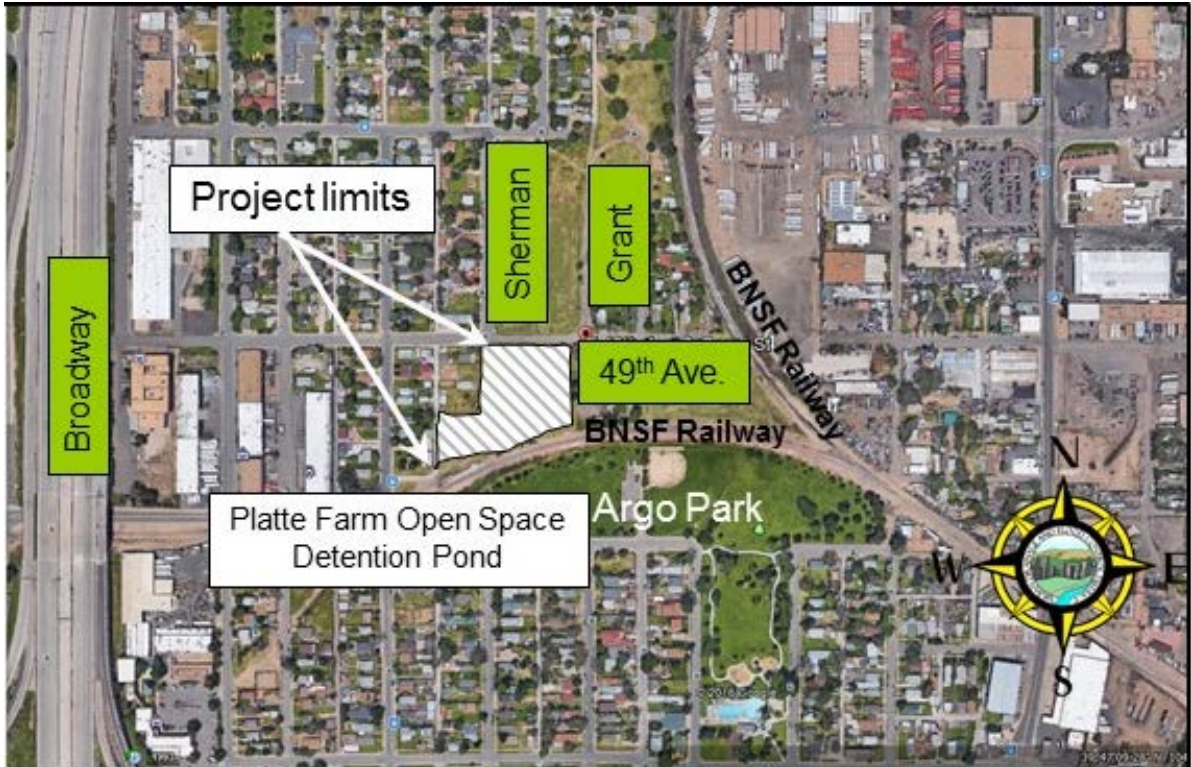 Project limits
Sherman
Grant
Broadway
BNSF Railway
49th Ave.
BNSF Railway
Platte Farm Open Space
Detention Pond
Argo Park
N
W
E
S